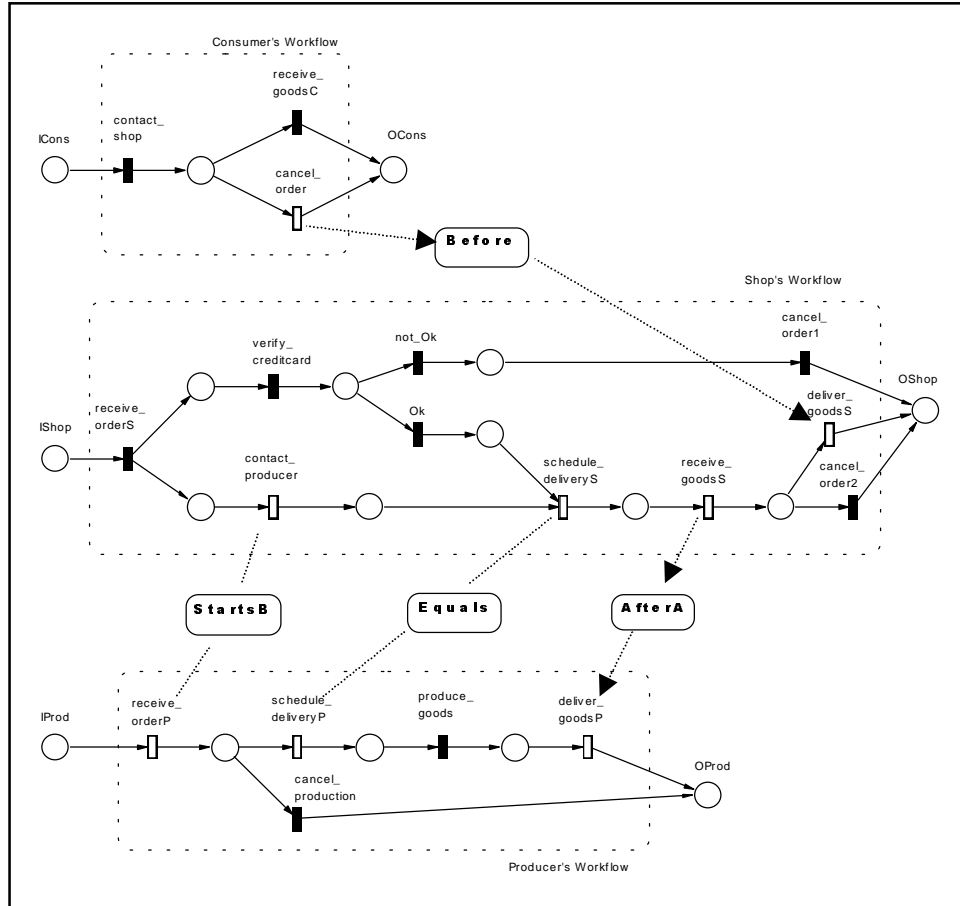 Consumer's Workflow
receive_
goodsC
contact_
shop
ICons
OCons
cancel_
order
Before
Shop's Workflow
cancel_
order1
not_Ok
verify_
creditcard
OShop
deliver_
goodsS
receive_
orderS
Ok
IShop
contact_
producer
schedule_
deliveryS
receive_
goodsS
cancel_
order2
StartsB
Equals
AfterA
receive_
orderP
schedule_
deliveryP
produce_
goods
deliver_
goodsP
IProd
OProd
cancel_
production
Producer's Workflow